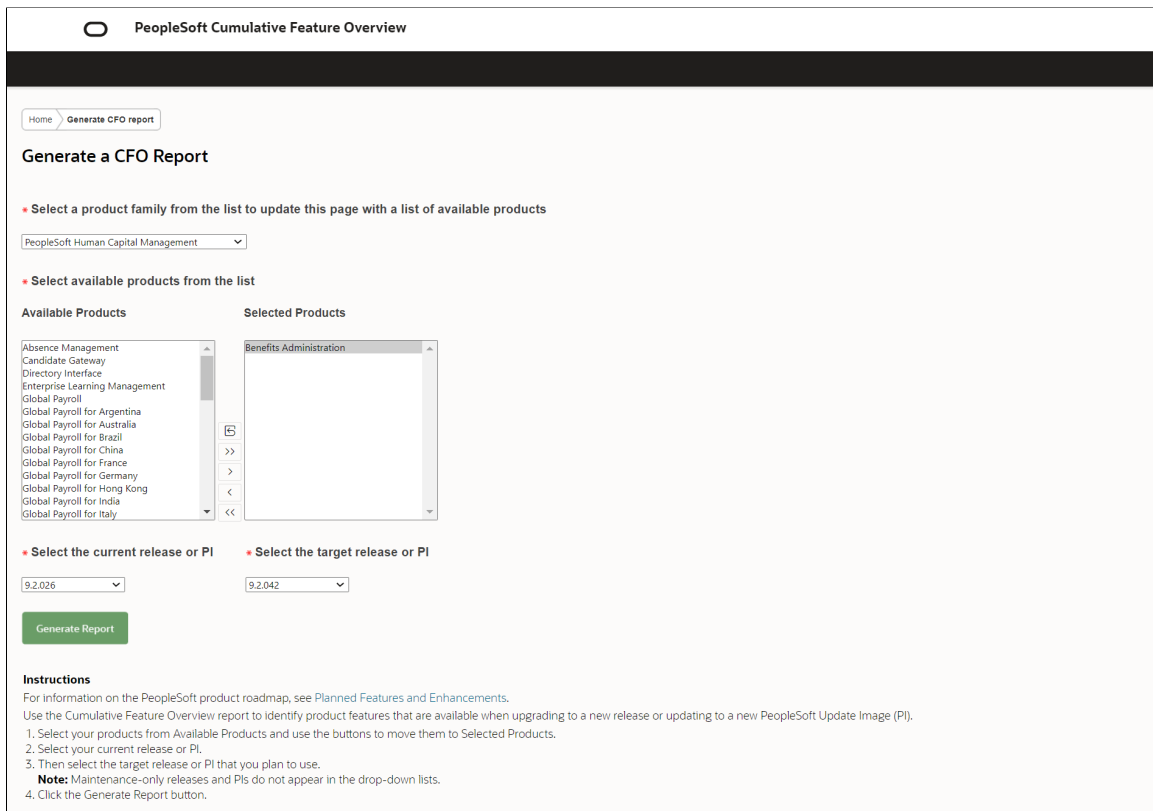 PeopleSoft Cumulative Feature Overview
Home
Generate CFO report
Generate a CFO Report
* Select a product family from the list to update this page with a list of available products
PeopleSoft Human Capital Management
* Select available products from the list
Available Products
Selected Products
Absence Management
Candidate Gateway
Directory Interface
Enterprise Learning Management
Global Payroll
Global Payroll for Argentina
Global Payroll for Australia
Global Payroll for Brazil
Global Payroll for China
Global Payroll for France
Global Payroll for Germany
Global Payroll for Hong Kong
Global Payroll for India
Global Payroll for Italy
>>
>
<
<<
Benefits Administration
* Select the current release or PI
* Select the target release or PI
9.2.026
9.2.042
Generate Report
Instructions
For information on the PeopleSoft product roadmap, see Planned Features and Enhancements.
Use the Cumulative Feature Overview report to identify product features that are available when upgrading to a new release or updating to a new PeopleSoft Update Image (PI).
1. Select your products from Available Products and use the buttons to move them to Selected Products.
2. Select your current release or PI.
3. Then select the target release or PI that you plan to use.
Note: Maintenance-only releases and PIs do not appear in the drop-down lists.
4. Click the Generate Report button.